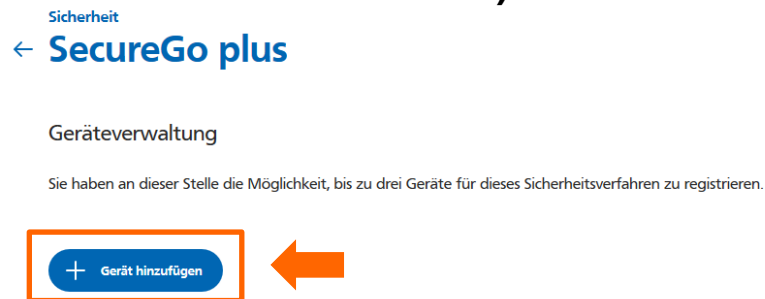 Sicherheit
← SecureGo plus
Geräteverwaltung
Sie haben an dieser Stelle die Möglichkeit, bis zu drei Geräte für dieses Sicherheitsverfahren zu registrieren.
+ Gerät hinzufügen